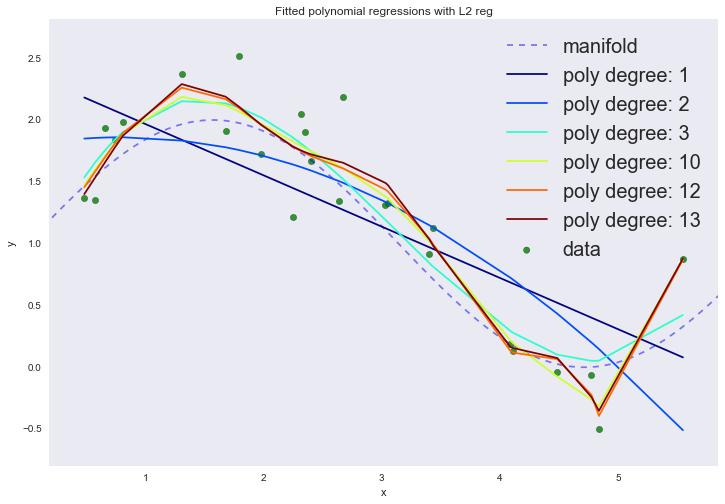 Fitted polynomial regressions with L2 reg
manifold
poly degree: 1
poly degree: 2
poly degree: 3
poly degree: 10
poly degree: 12
poly degree: 13
data
y
2.5
2.0
1.5
1.0
0.5
0.0
−0.5
1 2 3 4 5
x